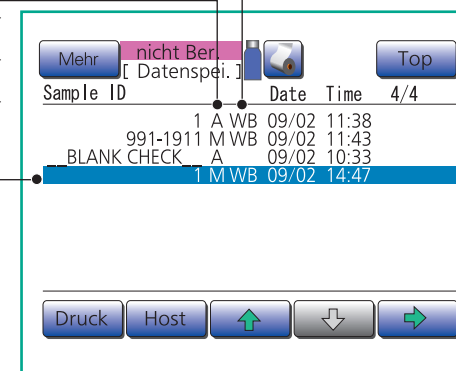 Mehr nicht Ber. Top
[ Datenspei. ]
Sample ID Date Time 4/4
1 A WB 09/02 11:38
991-1911 M WB 09/02 11:43
__BLANK CHECK__ A 09/02 10:33
1 M WB 09/02 14:47
Druck Host